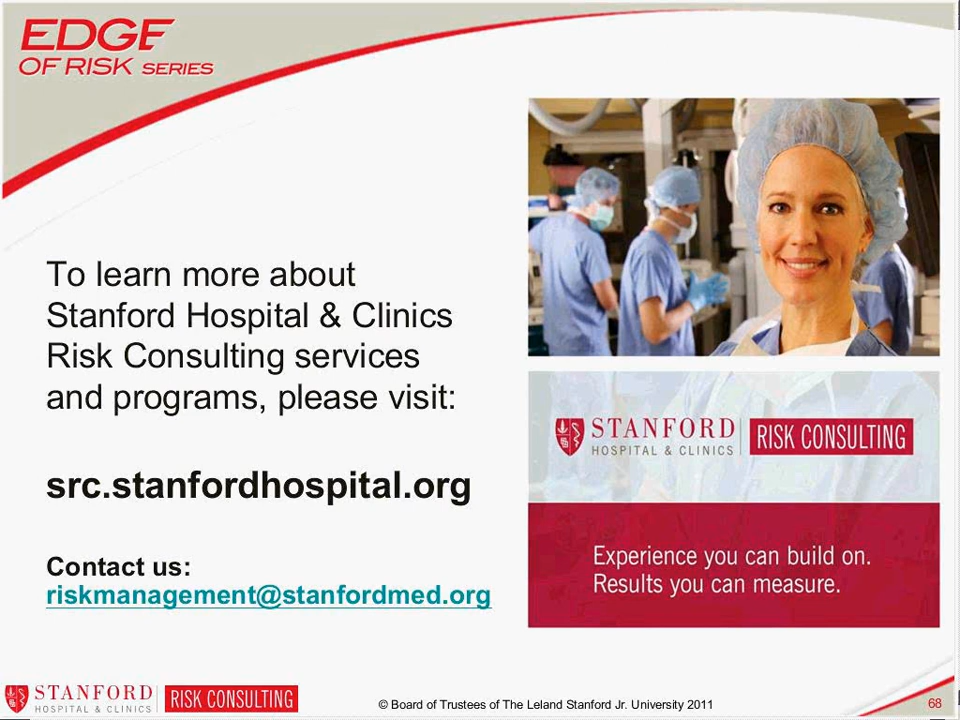 EDGE
OF RISK SERIES
To learn more about
Stanford Hospital & Clinics
Risk Consulting services
and programs, please visit:
src.stanfordhospital.org
Contact us:
riskmanagement@stanfordmed.org
STANFORD
HOSPITAL & CLINICS
RISK CONSULTING
Experience you can build on.
Results you can measure.
STANFORD
HOSPITAL & CLINICS
RISK CONSULTING
© Board of Trustees of The Leland Stanford Jr. University 2011
68